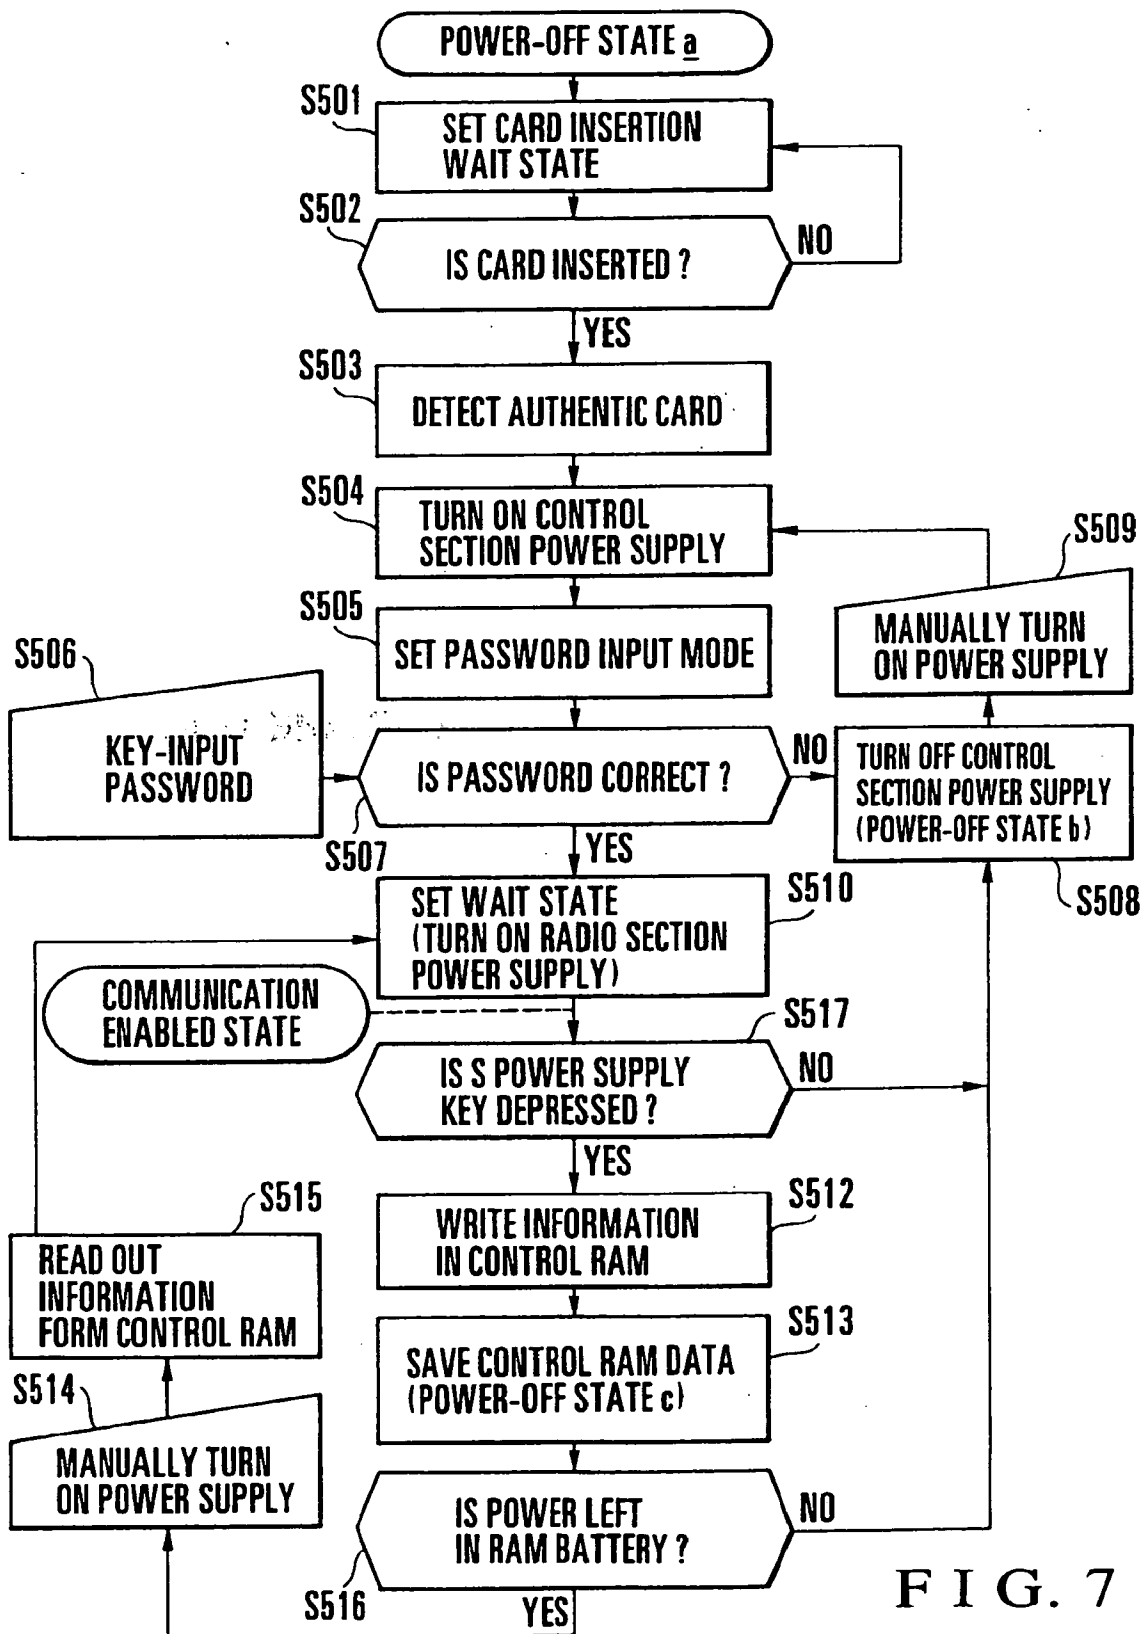 POWER-OFF STATE a
S501
SET CARD INSERTION
WAIT STATE
S502
IS CARD INSERTED ?
NO
YES
S503
DETECT AUTHENTIC CARD
S504
TURN ON CONTROL
SECTION POWER SUPPLY
S509
MANUALLY TURN
ON POWER SUPPLY
S505
SET PASSWORD INPUT MODE
S506
KEY-INPUT
PASSWORD
IS PASSWORD CORRECT ?
NO
S507
YES
TURN OFF CONTROL
SECTION POWER SUPPLY
(POWER-OFF STATE b)
S508
SET WAIT STATE
(TURN ON RADIO SECTION
POWER SUPPLY)
S510
COMMUNICATION
ENABLED STATE
S517
IS S POWER SUPPLY
KEY DEPRESSED ?
NO
YES
S512
WRITE INFORMATION
IN CONTROL RAM
S515
READ OUT
INFORMATION
FORM CONTROL RAM
S513
SAVE CONTROL RAM DATA
(POWER-OFF STATE c)
S514
MANUALLY TURN
ON POWER SUPPLY
IS POWER LEFT
IN RAM BATTERY ?
NO
S516
YES
FIG. 7